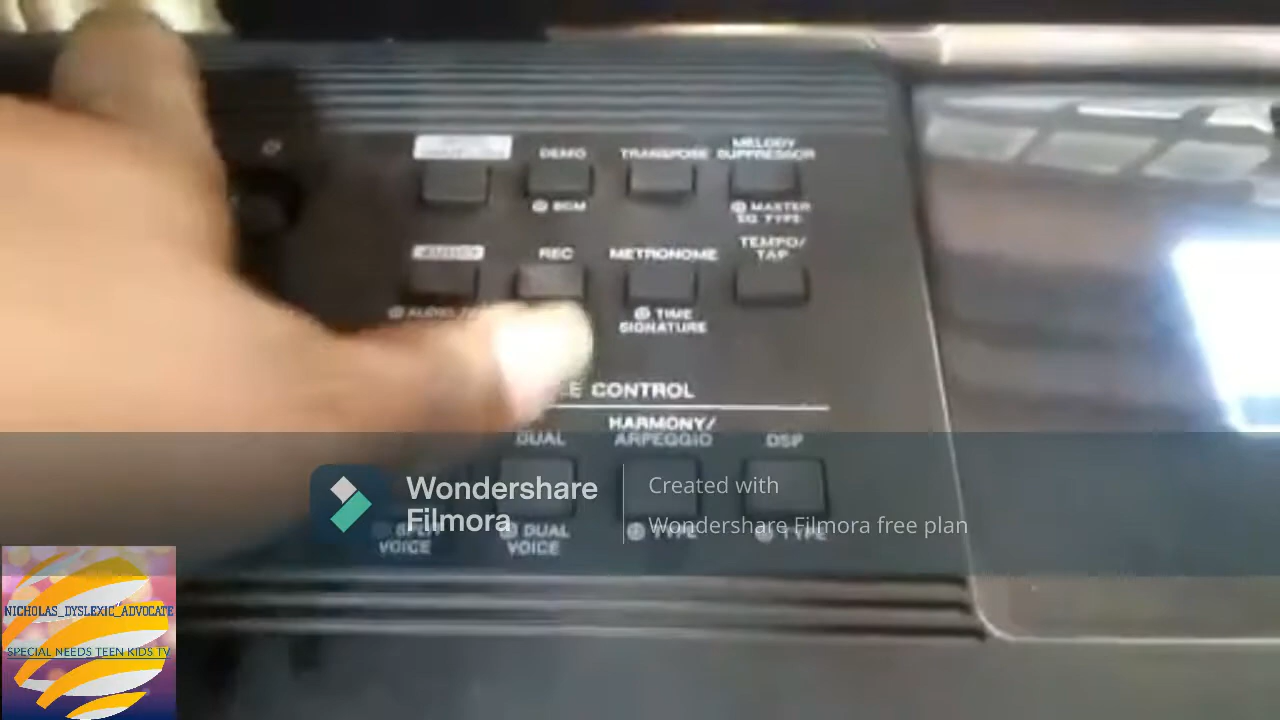 DEMO
TRANSPOSE
MELODY
SUPPRESSOR
BGM
MASTER
EQ TYPE
REC
METRONOME
TEMPO/
TAP
TIME
SIGNATURE
CONTROL
DUAL
HARMONY/
ARPEGGIO
DSP
Wondershare
Filmora
Created with
Wondershare Filmora free plan
SPLIT
VOICE
DUAL
VOICE
TYPE
TYPE
NICHOLAS_DYSLEXIC_ADVOCATE
SPECIAL NEEDS TEEN KIDS TV